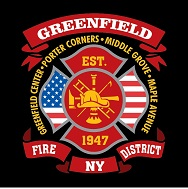 GREENFIELD
GREENFIELD CENTER • PORTER CORNERS • MIDDLE GROVE • MAPLE AVENUE
EST.
1947
FIRE DISTRICT
NY